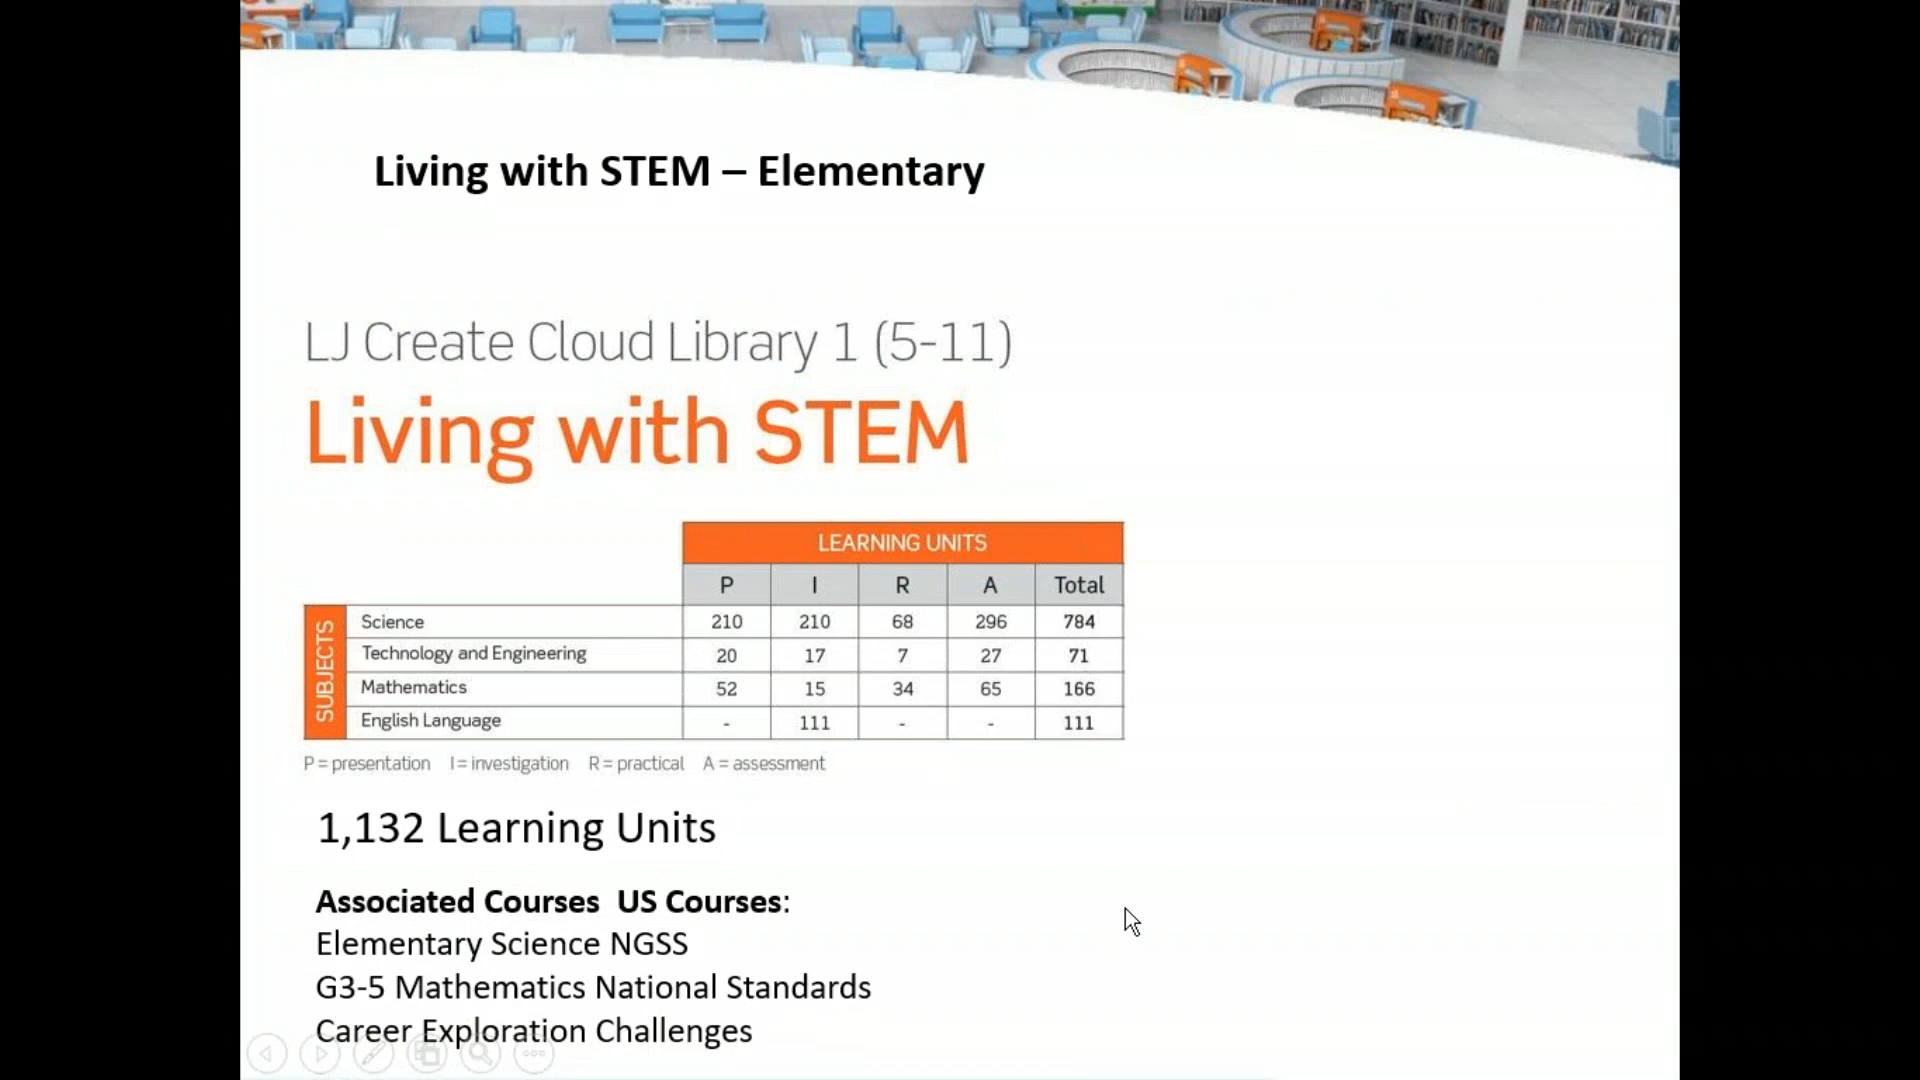 Living with STEM – Elementary
LJ Create Cloud Library 1 (5-11)
Living with STEM
LEARNING UNITS
P I R A Total
SUBJECTS
Science 210 210 68 296 784
Technology and Engineering 20 17 7 27 71
Mathematics 52 15 34 65 166
English Language - 111 - - 111
P = presentation I = investigation R = practical A = assessment
1,132 Learning Units
Associated Courses US Courses:
Elementary Science NGSS
G3-5 Mathematics National Standards
Career Exploration Challenges